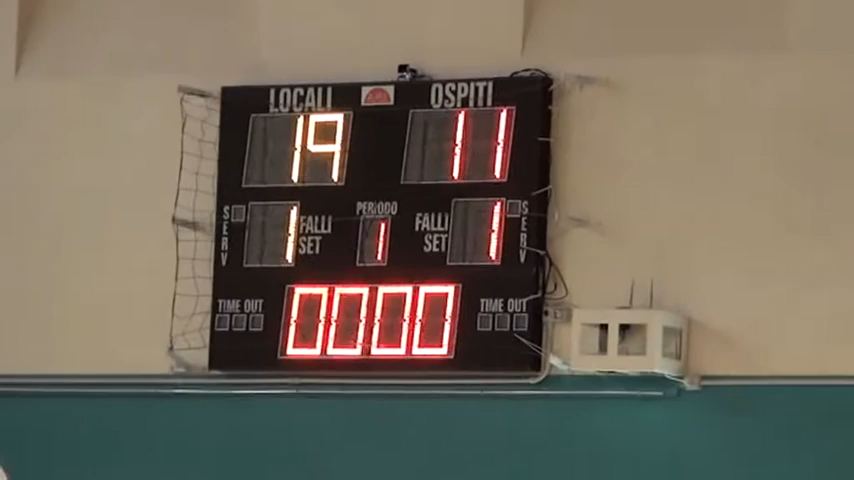 LOCALI OSPITI
19 11
SERV 1 FALLI SET PERIODO 1 FALLI SET 1 SERV
TIME OUT 0000 TIME OUT